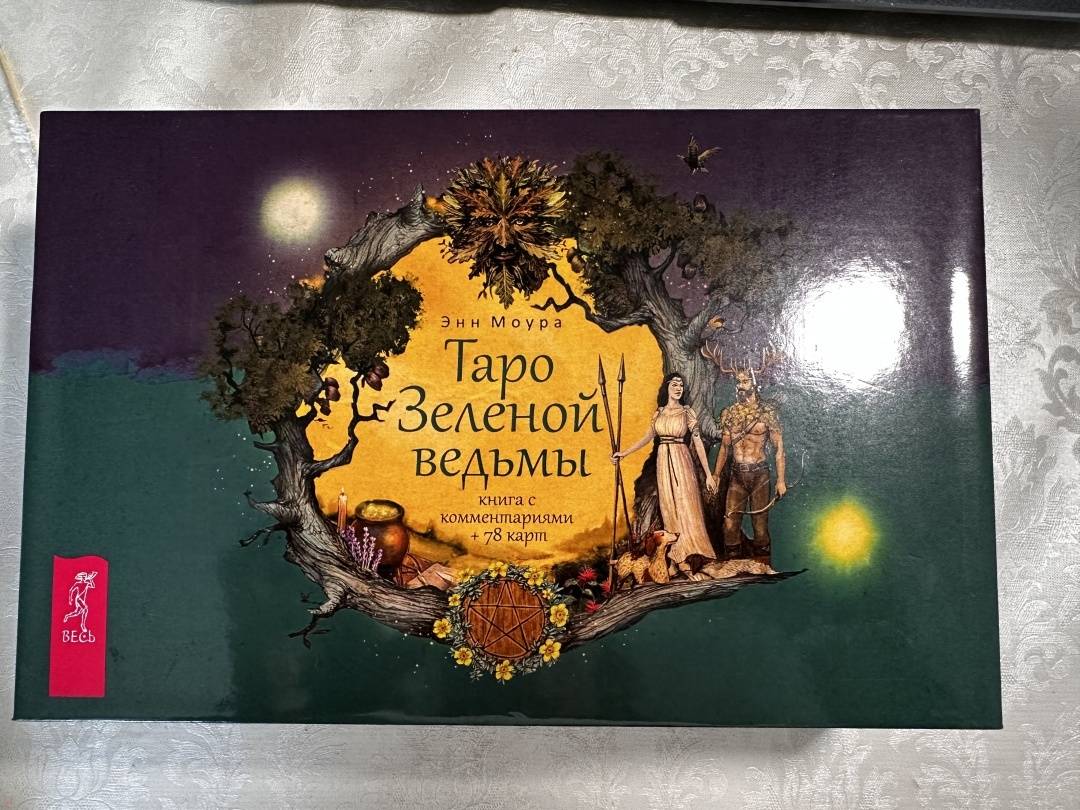 Энн Моура
Таро
Зеленой
ведьмы
книга с
комментариями
+ 78 карт
ВЕСЬ